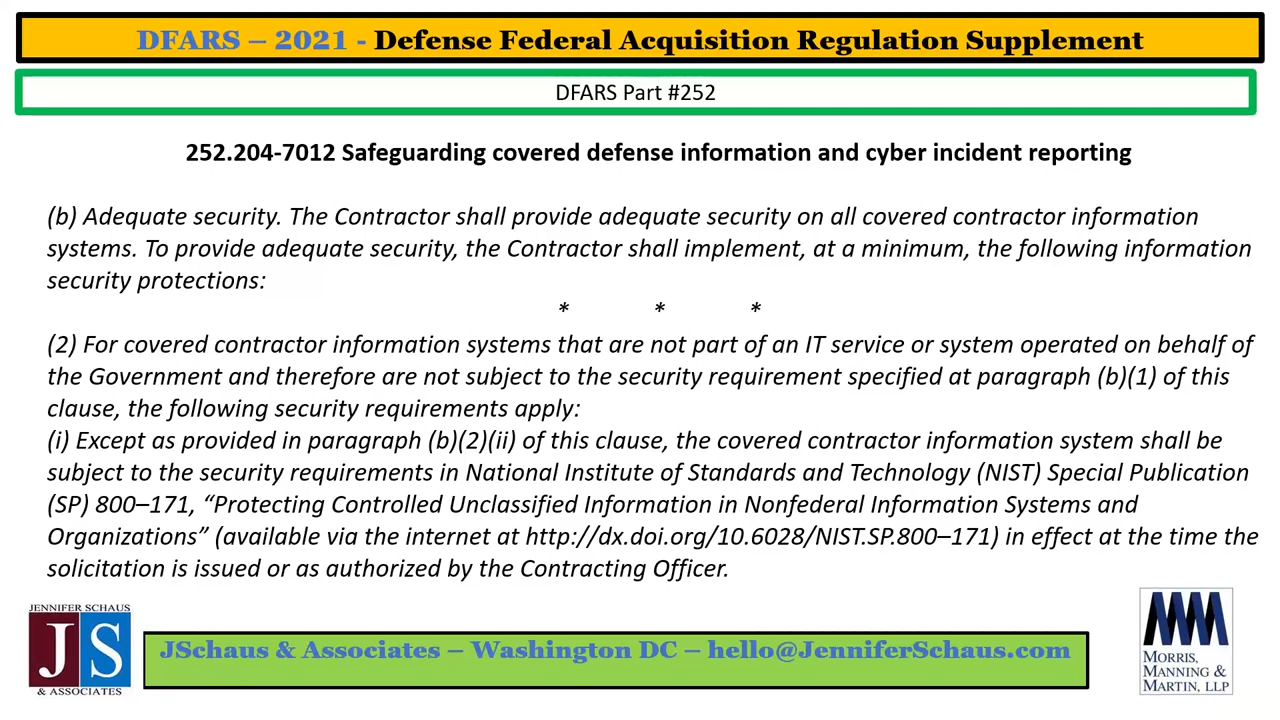 DFARS – 2021 - Defense Federal Acquisition Regulation Supplement
DFARS Part #252
252.204-7012 Safeguarding covered defense information and cyber incident reporting
(b) Adequate security. The Contractor shall provide adequate security on all covered contractor information
systems. To provide adequate security, the Contractor shall implement, at a minimum, the following information
security protections:
* * *
(2) For covered contractor information systems that are not part of an IT service or system operated on behalf of
the Government and therefore are not subject to the security requirement specified at paragraph (b)(1) of this
clause, the following security requirements apply:
(i) Except as provided in paragraph (b)(2)(ii) of this clause, the covered contractor information system shall be
subject to the security requirements in National Institute of Standards and Technology (NIST) Special Publication
(SP) 800–171, “Protecting Controlled Unclassified Information in Nonfederal Information Systems and
Organizations” (available via the internet at http://dx.doi.org/10.6028/NIST.SP.800–171) in effect at the time the
solicitation is issued or as authorized by the Contracting Officer.
JENNIFER SCHAUS
JS
& ASSOCIATES
JSchaus & Associates – Washington DC – hello@JenniferSchaus.com
MORRIS,
MANNING &
MARTIN, LLP